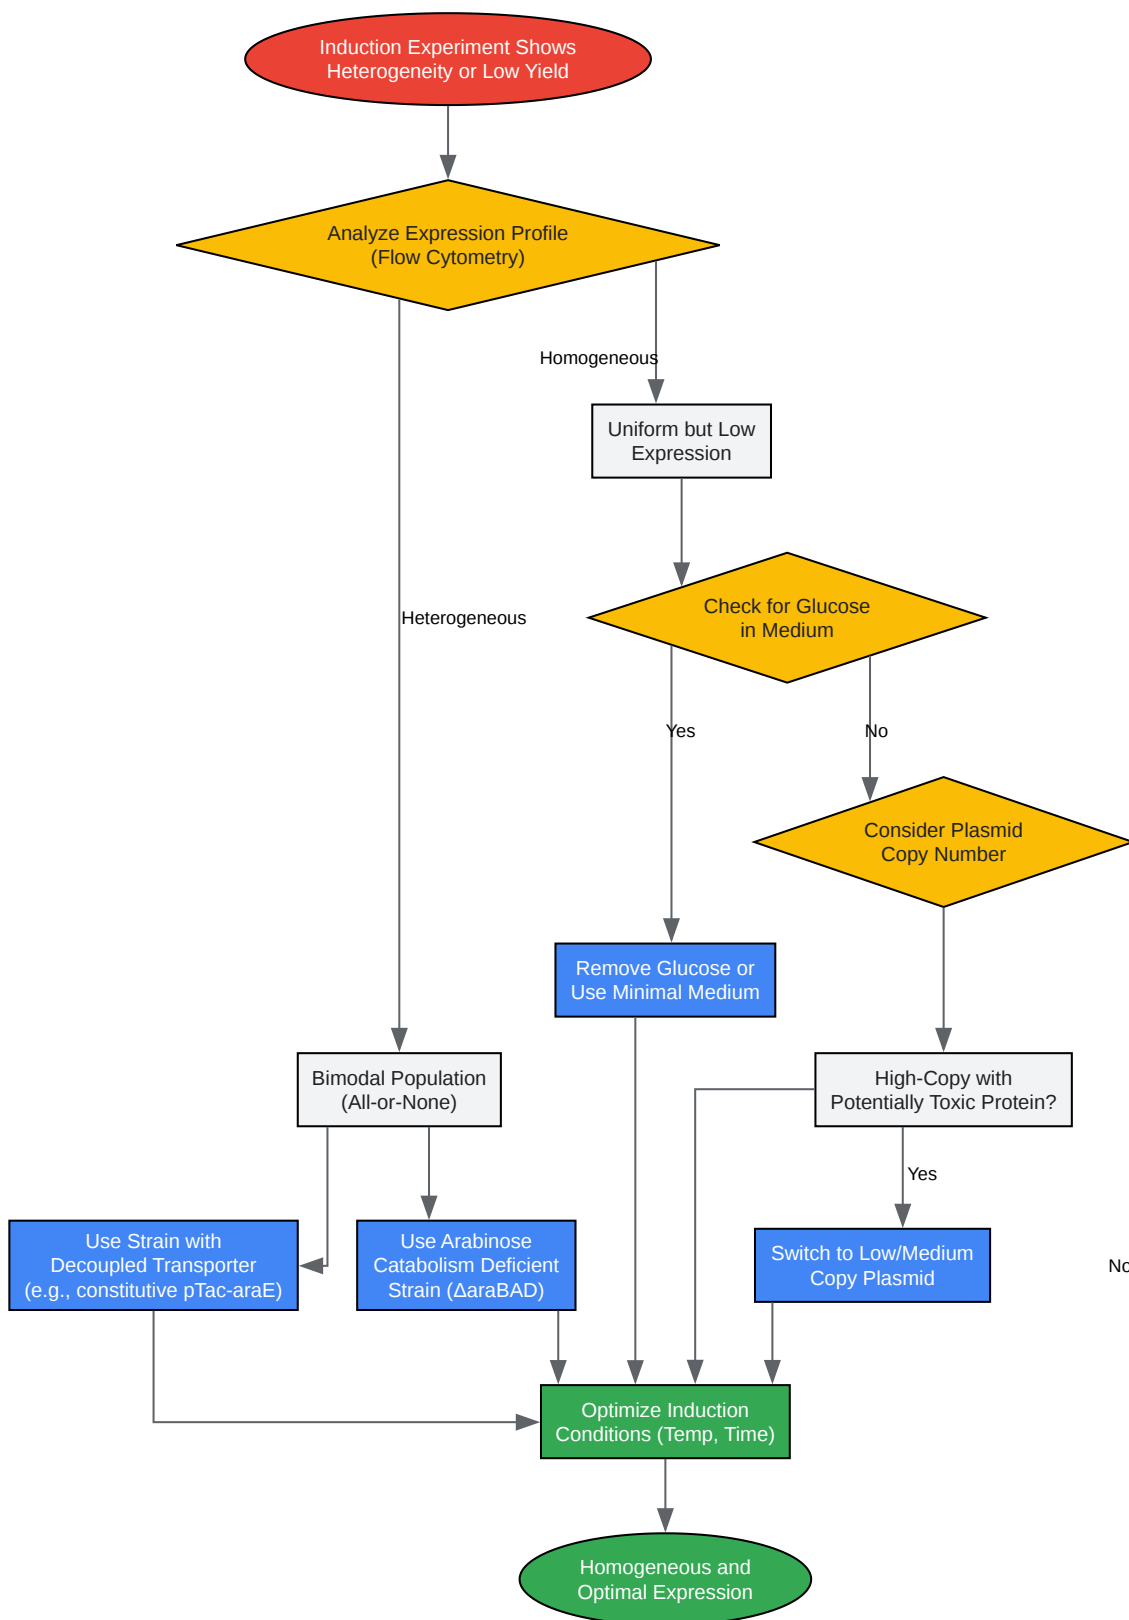 Induction Experiment Shows
Heterogeneity or Low Yield
Analyze Expression Profile
(Flow Cytometry)
Homogeneous
Uniform but Low
Expression
Check for Glucose
in Medium
Heterogeneous
Yes
No
Consider Plasmid
Copy Number
Remove Glucose or
Use Minimal Medium
Bimodal Population
(All-or-None)
High-Copy with
Potentially Toxic Protein?
Yes
Use Strain with
Decoupled Transporter
(e.g., constitutive pTac-araE)
Use Arabinose
Catabolism Deficient
Strain (ΔaraBAD)
Switch to Low/Medium
Copy Plasmid
No
Optimize Induction
Conditions (Temp, Time)
Homogeneous and
Optimal Expression